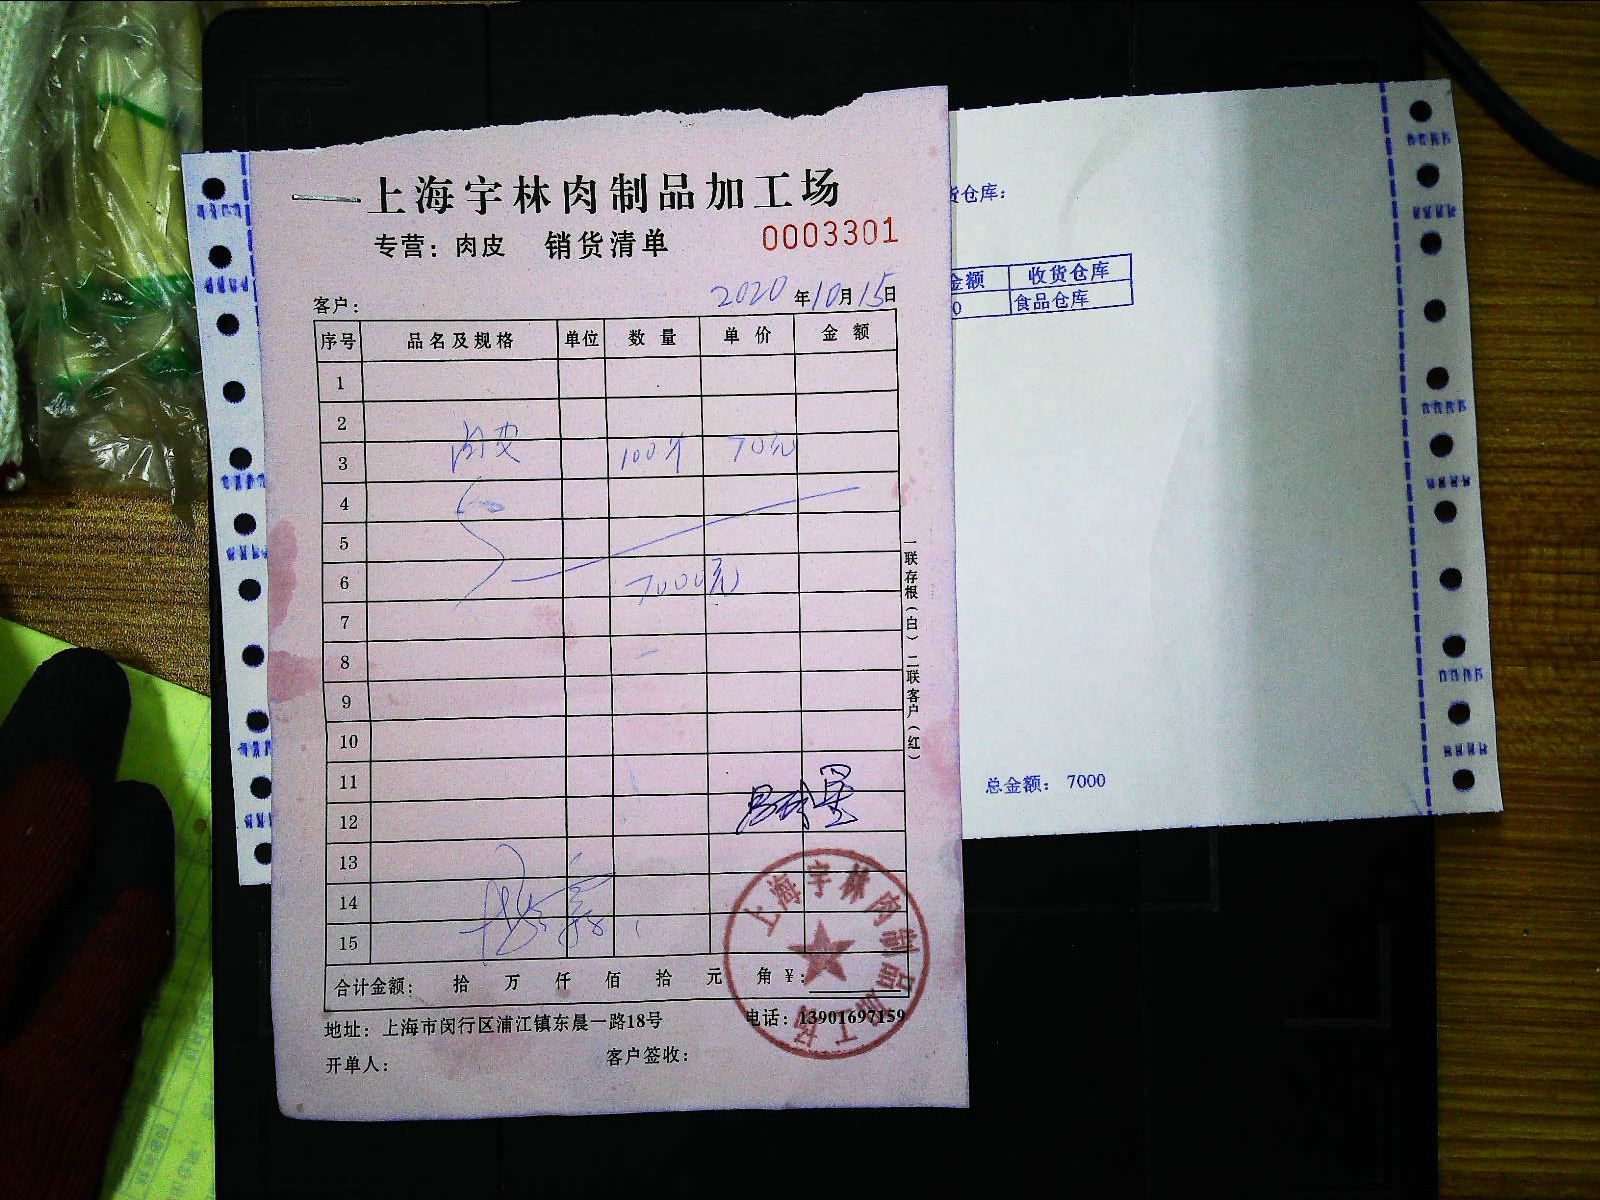 上海宇林肉制品加工场
专营：肉皮 销货清单 0003301
客户： 2020年10月15日
序号 品名及规格 单位 数量 单价 金额
1
2
3 肉皮 100斤 70元
4
5
6 7000元
7
8
9
10
11
12
13
14
15
合计金额： 拾 万 仟 佰 拾 元 角 ¥：
地址：上海市闵行区浦江镇东晨一路18号 电话：13901697159
开单人： 客户签收：
一联存根（白）二联客户（红）
上海宇林肉制品加工场
货仓库：
金额 收货仓库
0 食品仓库
总金额： 7000